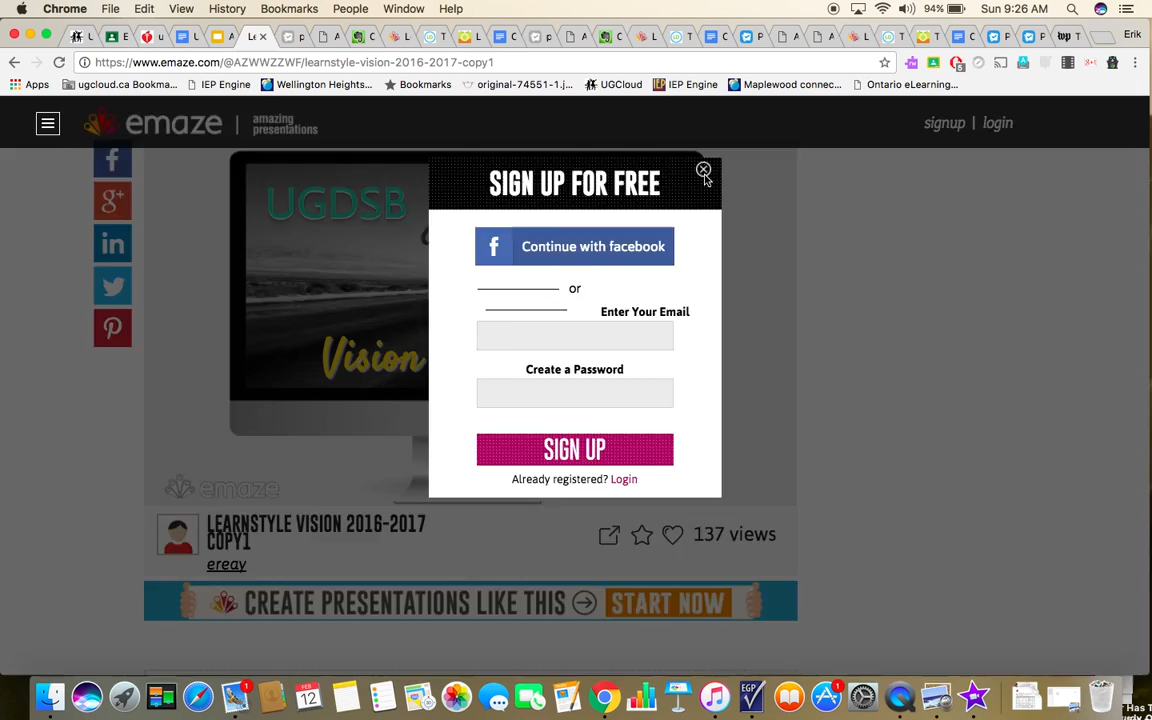 Chrome File Edit View History Bookmarks People Window Help 94% Sun 9:26 AM
Erik
https://www.emaze.com/@AZWWZZWF/learnstyle-vision-2016-2017-copy1
Apps ugcloud.ca Bookma... IEP Engine Wellington Heights... Bookmarks original-74551-1.j... UGCloud IEP Engine Maplewood connec... Ontario eLearning...
emaze | amazing presentations signup | login
SIGN UP FOR FREE
UGDSB
f Continue with facebook
or
Enter Your Email
Vision
Create a Password
SIGN UP
Already registered? Login
emaze
LEARNSTYLE VISION 2016-2017
COPY1
137 views
ereay
CREATE PRESENTATIONS LIKE THIS START NOW
FEB
12
EGP